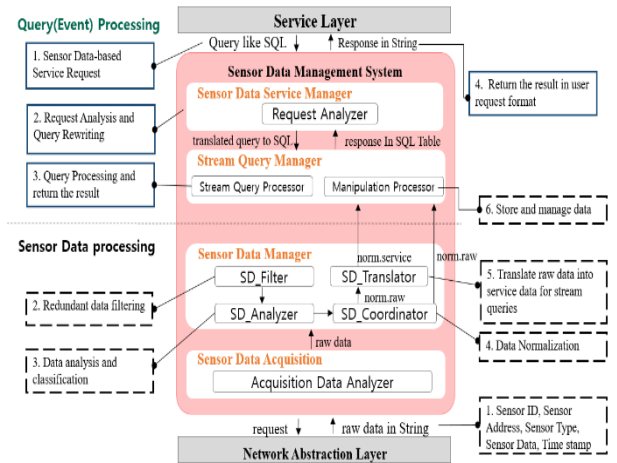 Query(Event) Processing
Service Layer
Query like SQL
Response in String
1. Sensor Data-based
Service Request
Sensor Data Management System
4. Return the result in user
request format
Sensor Data Service Manager
Request Analyzer
2. Request Analysis and
Query Rewriting
translated query to SQL
response In SQL Table
Stream Query Manager
3. Query Processing and
return the result
Stream Query Processor
Manipulation Processor
6. Store and manage data
Sensor Data processing
Sensor Data Manager
norm.service
norm.raw
SD_Filter
SD_Translator
5. Translate raw data into
service data for stream
queries
2. Redundant data filtering
norm.raw
SD_Analyzer
SD_Coordinator
raw data
4. Data Normalization
3. Data analysis and
classification
Sensor Data Acquisition
Acquisition Data Analyzer
1. Sensor ID, Sensor
Address, Sensor Type,
Sensor Data, Time stamp
request
raw data in String
Network Abstraction Layer